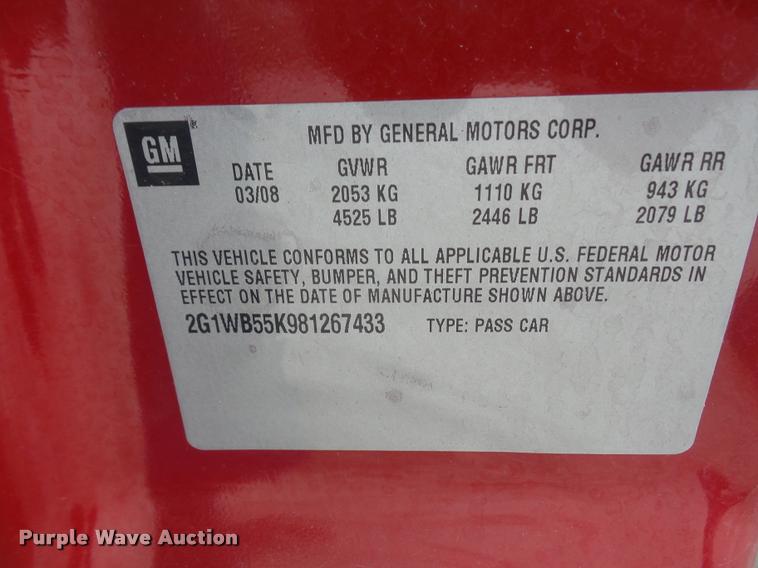 GM
MFD BY GENERAL MOTORS CORP.
DATE GVWR GAWR FRT GAWR RR
03/08 2053 KG 1110 KG 943 KG
4525 LB 2446 LB 2079 LB
THIS VEHICLE CONFORMS TO ALL APPLICABLE U.S. FEDERAL MOTOR
VEHICLE SAFETY, BUMPER, AND THEFT PREVENTION STANDARDS IN
EFFECT ON THE DATE OF MANUFACTURE SHOWN ABOVE.
2G1WB55K981267433 TYPE: PASS CAR
Purple Wave Auction